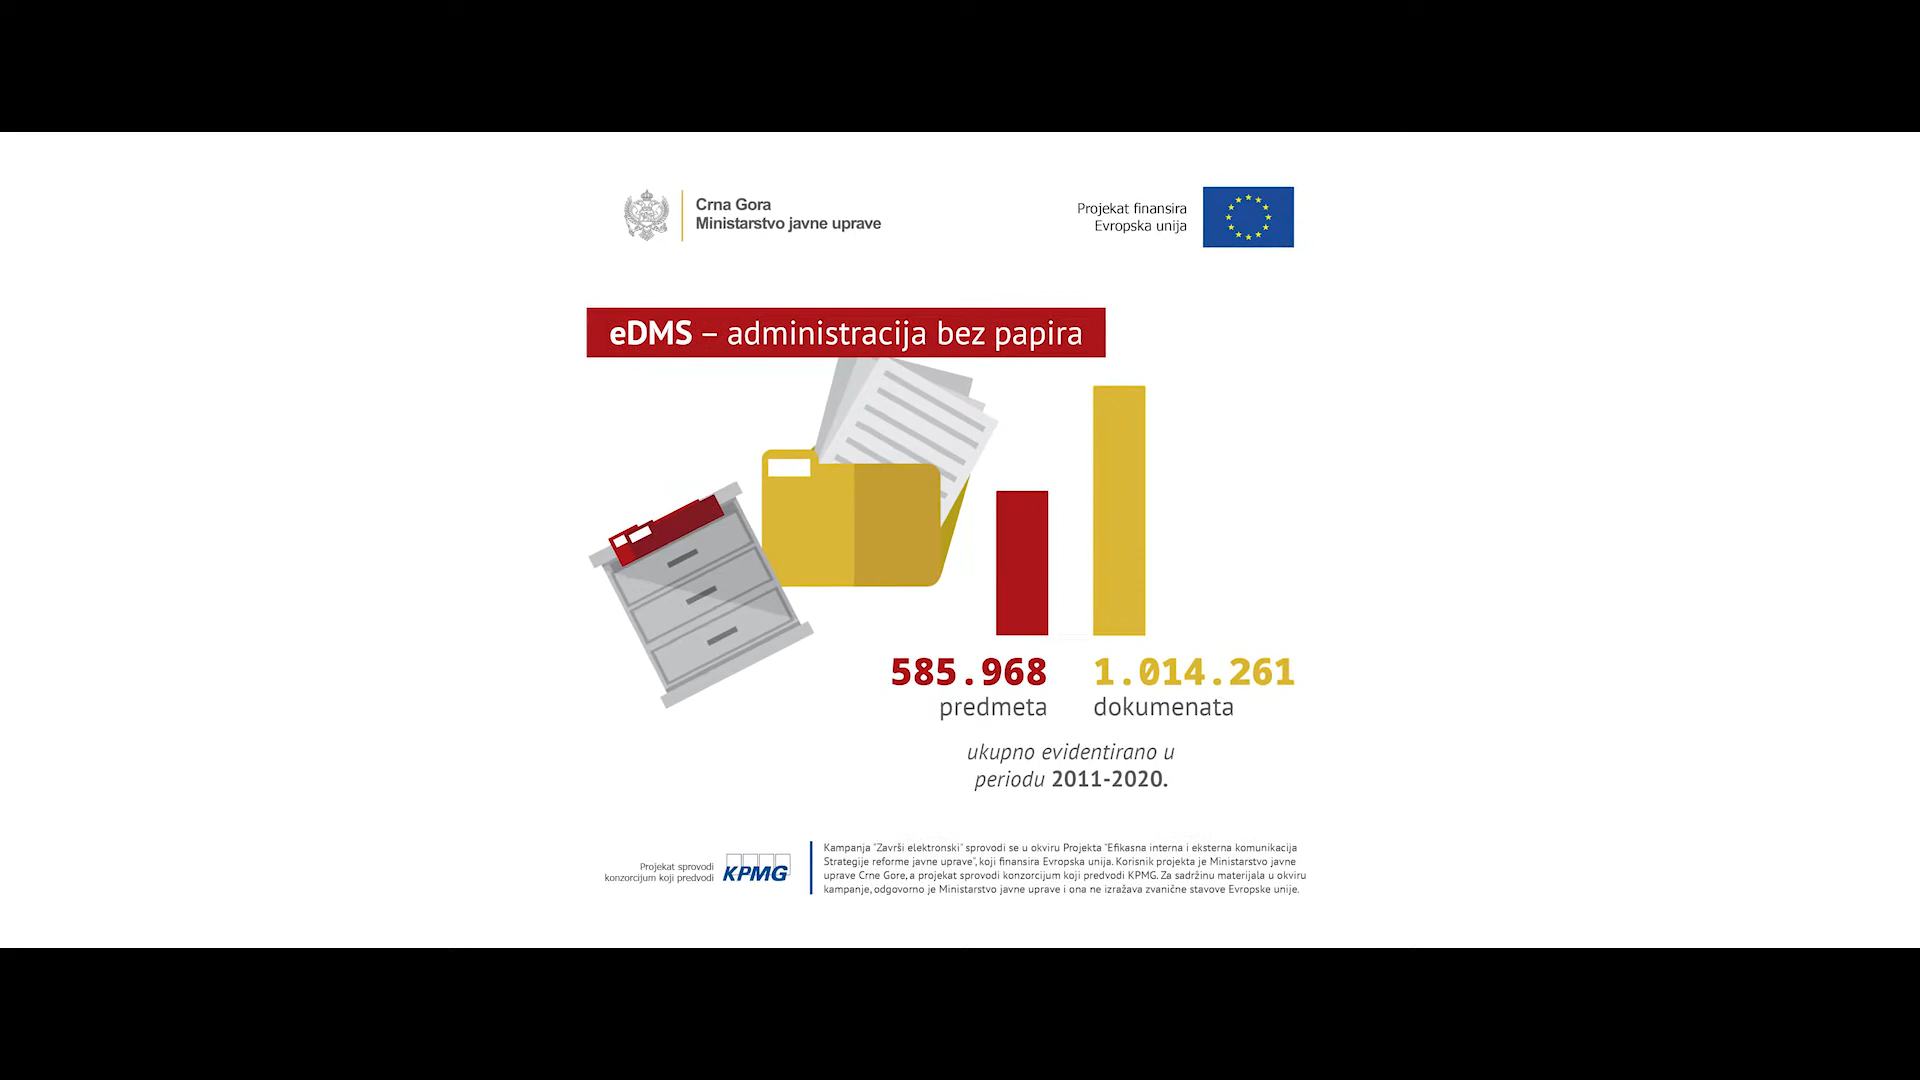 Crna Gora
Ministarstvo javne uprave
Projekat finansira
Evropska unija
eDMS – administracija bez papira
585.968
predmeta
1.014.261
dokumenata
ukupno evidentirano u
periodu 2011-2020.
Projekat sprovodi
konzorcijum koji predvodi
KPMG
Kampanja "Završi elektronski" sprovodi se u okviru Projekta "Efikasna interna i eksterna komunikacija
Strategije reforme javne uprave", koji finansira Evropska unija. Korisnik projekta je Ministarstvo javne
uprave Crne Gore, a projekat sprovodi konzorcijum koji predvodi KPMG. Za sadržinu materijala u okviru
kampanje, odgovorno je Ministarstvo javne uprave i ona ne izražava zvanične stavove Evropske unije.